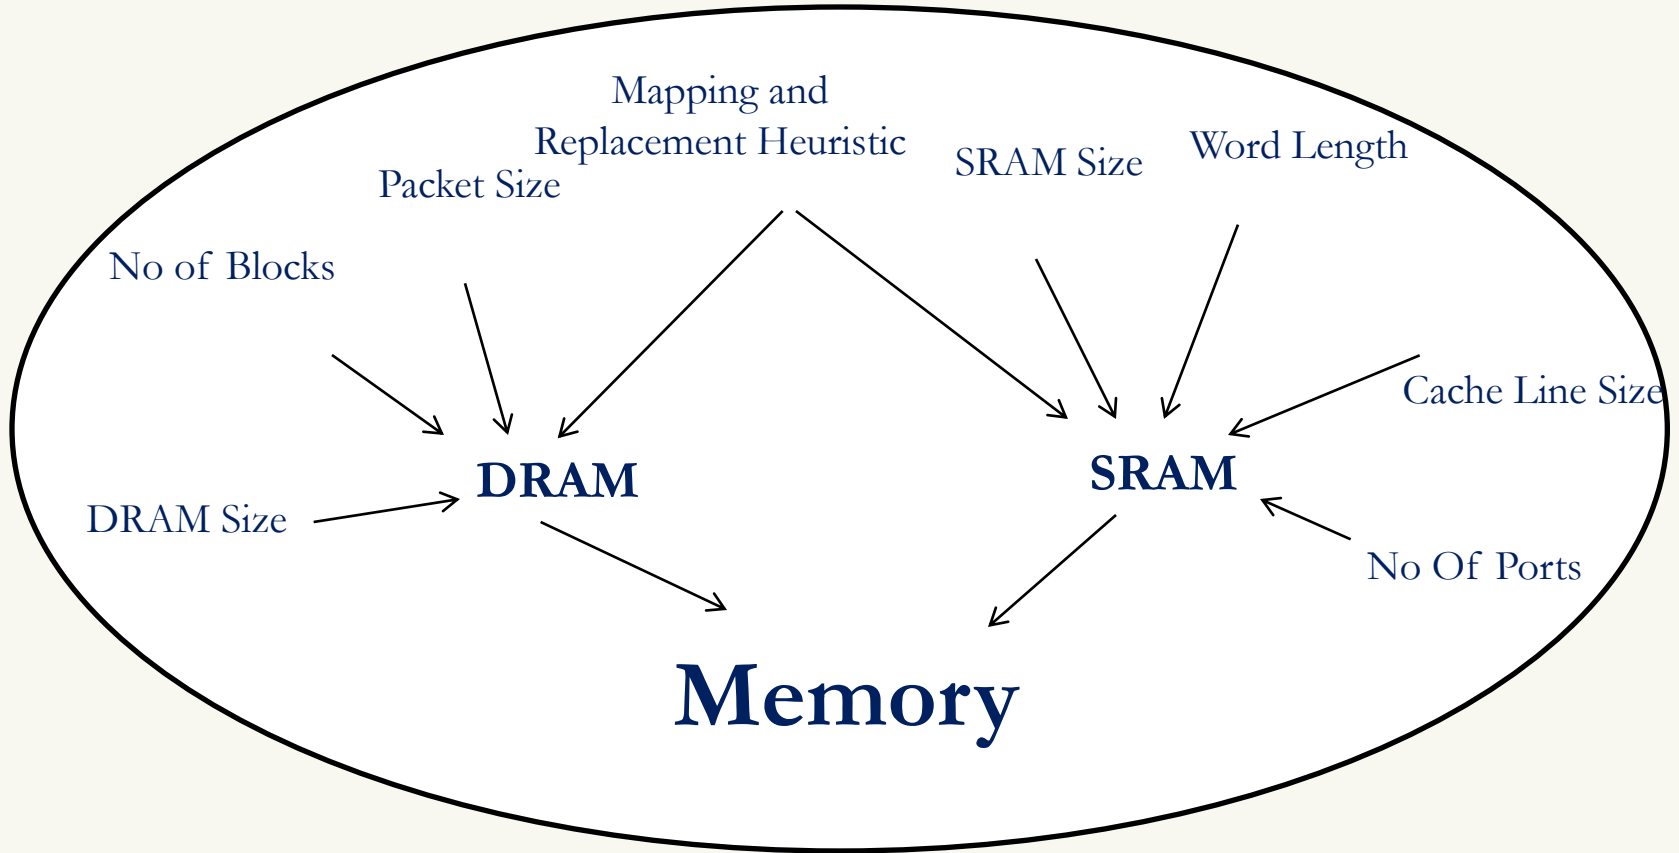 Mapping and
Replacement Heuristic
Word Length
SRAM Size
Packet Size
No of Blocks
Cache Line Size
DRAM
SRAM
DRAM Size
No Of Ports
Memory